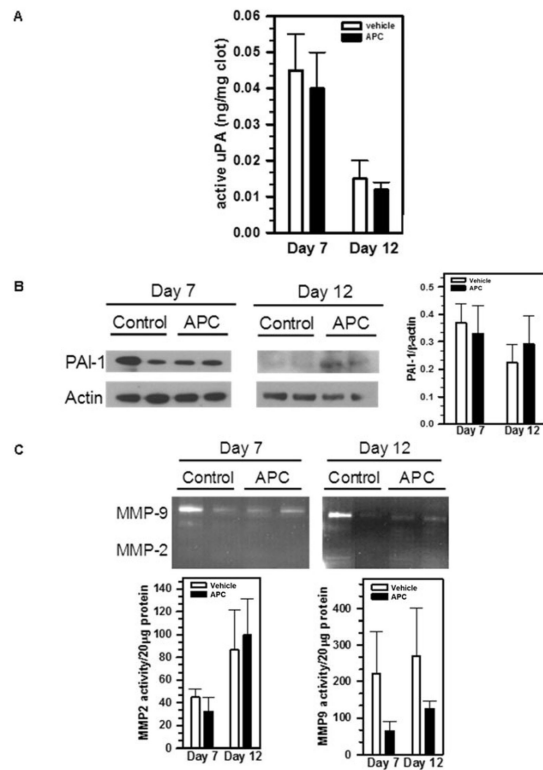 A
vehicle
APC
active uPA (ng/mg clot)
0.06
0.05
0.04
0.03
0.02
0.01
0.00
Day 7 Day 12
B
Day 7 Day 12
Control APC Control APC
PAI-1
Actin
Vehicle
APC
PAI-1/β-actin
0.5
0.4
0.3
0.2
0.1
0.0
Day 7 Day 12
C
Day 7 Day 12
Control APC Control APC
MMP-9
MMP-2
Vehicle
APC
MMP2 activity/20µg protein
140
120
100
80
60
40
20
0
Day 7 Day 12
Vehicle
APC
MMP9 activity/20µg protein
400
300
200
100
0
Day 7 Day 12